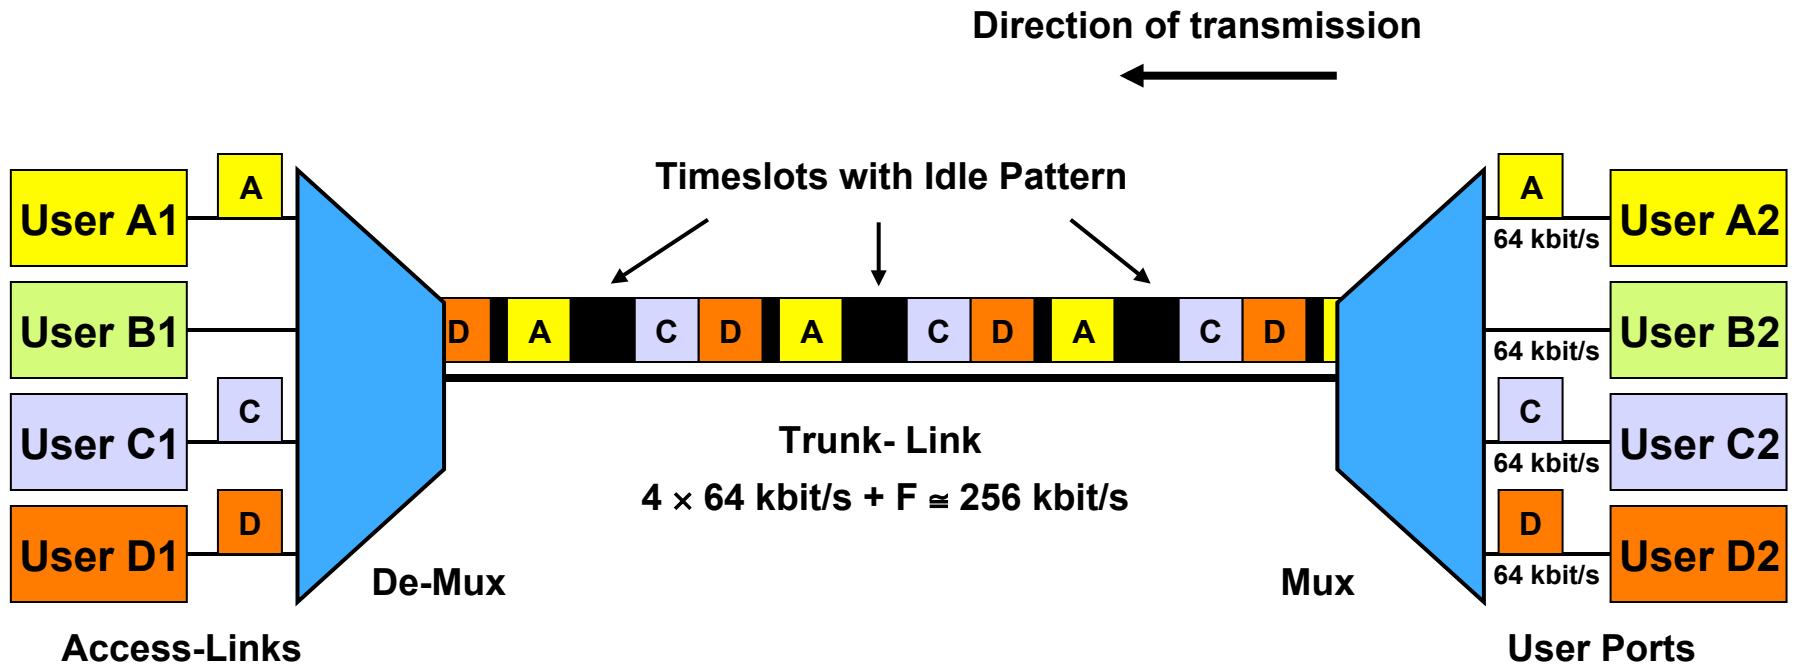 Direction of transmission
Timeslots with Idle Pattern
User A1
A
User B1
User C1
C
User D1
D
D A C D A C D A C D
A
64 kbit/s
User A2
64 kbit/s
User B2
C
64 kbit/s
User C2
D
64 kbit/s
User D2
Trunk- Link
4 × 64 kbit/s + F ≅ 256 kbit/s
De-Mux
Mux
Access-Links
User Ports